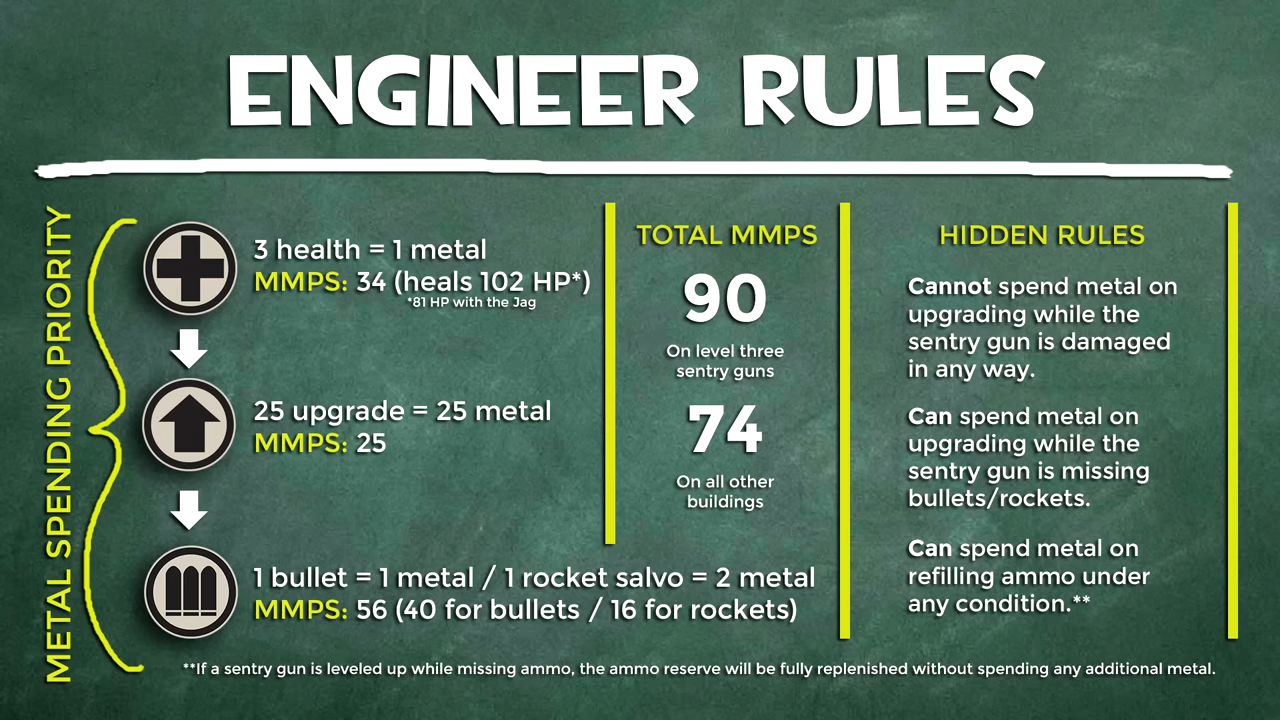 ENGINEER RULES
METAL SPENDING PRIORITY
3 health = 1 metal
MMPS: 34 (heals 102 HP*)
*81 HP with the Jag
25 upgrade = 25 metal
MMPS: 25
1 bullet = 1 metal / 1 rocket salvo = 2 metal
MMPS: 56 (40 for bullets / 16 for rockets)
TOTAL MMPS
90
On level three
sentry guns
74
On all other
buildings
HIDDEN RULES
Cannot spend metal on
upgrading while the
sentry gun is damaged
in any way.
Can spend metal on
upgrading while the
sentry gun is missing
bullets/rockets.
Can spend metal on
refilling ammo under
any condition.**
**If a sentry gun is leveled up while missing ammo, the ammo reserve will be fully replenished without spending any additional metal.